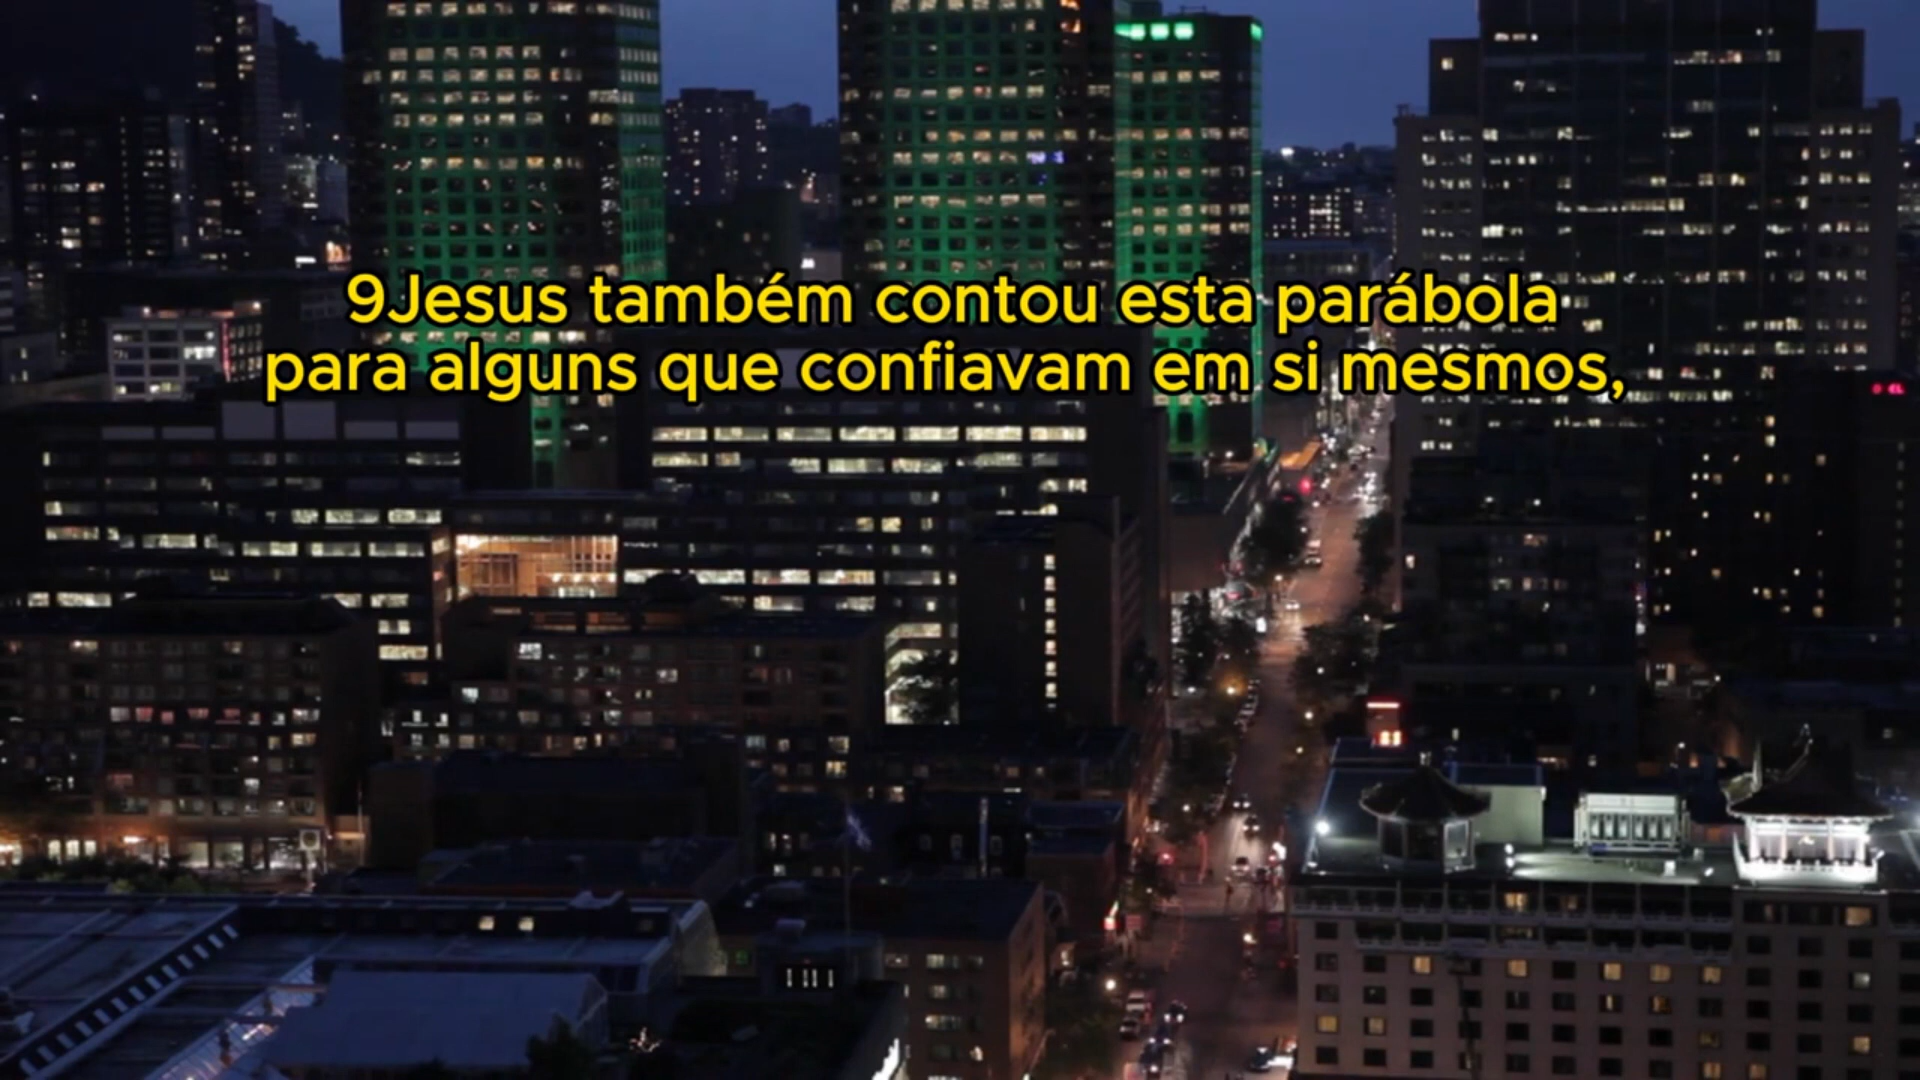 9Jesus também contou esta parábola
para alguns que confiavam em si mesmos,